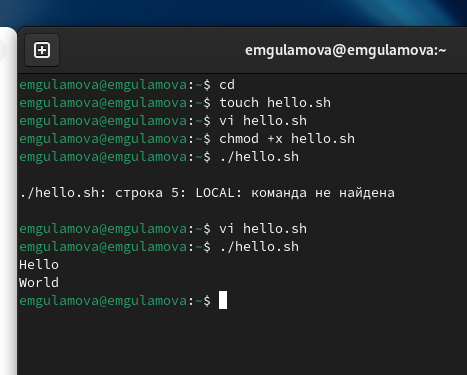 emgulamova@emgulamova:~
emgulamova@emgulamova:~$ cd
emgulamova@emgulamova:~$ touch hello.sh
emgulamova@emgulamova:~$ vi hello.sh
emgulamova@emgulamova:~$ chmod +x hello.sh
emgulamova@emgulamova:~$ ./hello.sh
./hello.sh: строка 5: LOCAL: команда не найдена
emgulamova@emgulamova:~$ vi hello.sh
emgulamova@emgulamova:~$ ./hello.sh
Hello
World
emgulamova@emgulamova:~$